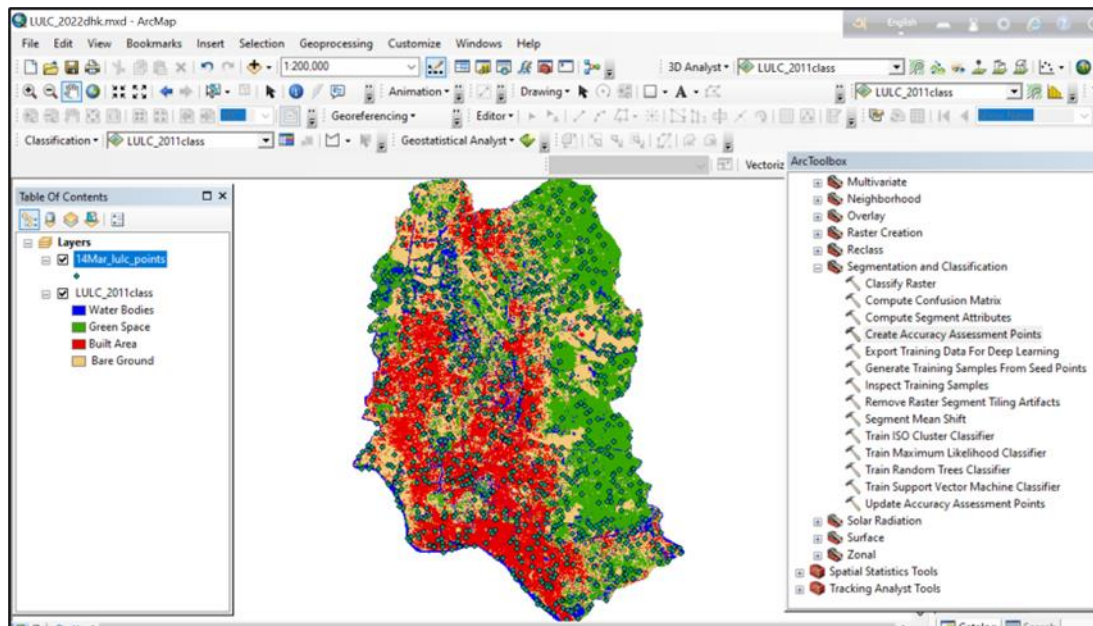 LULC_2022dhk.mxd - ArcMap
English
File Edit View Bookmarks Insert Selection Geoprocessing Customize Windows Help
1:200,000
3D Analyst LULC_2011class
Animation Drawing A LULC_2011class
Georeferencing Editor
Classification LULC_2011class Geostatistical Analyst
Vectoriz
ArcToolbox
Multivariate
Neighborhood
Overlay
Raster Creation
Reclass
Segmentation and Classification
Classify Raster
Compute Confusion Matrix
Compute Segment Attributes
Create Accuracy Assessment Points
Export Training Data For Deep Learning
Generate Training Samples From Seed Points
Inspect Training Samples
Remove Raster Segment Tiling Artifacts
Segment Mean Shift
Train ISO Cluster Classifier
Train Maximum Likelihood Classifier
Train Random Trees Classifier
Train Support Vector Machine Classifier
Update Accuracy Assessment Points
Solar Radiation
Surface
Zonal
Spatial Statistics Tools
Tracking Analyst Tools
Table Of Contents
Layers
14Mar_lulc_points
LULC_2011class
Water Bodies
Green Space
Built Area
Bare Ground